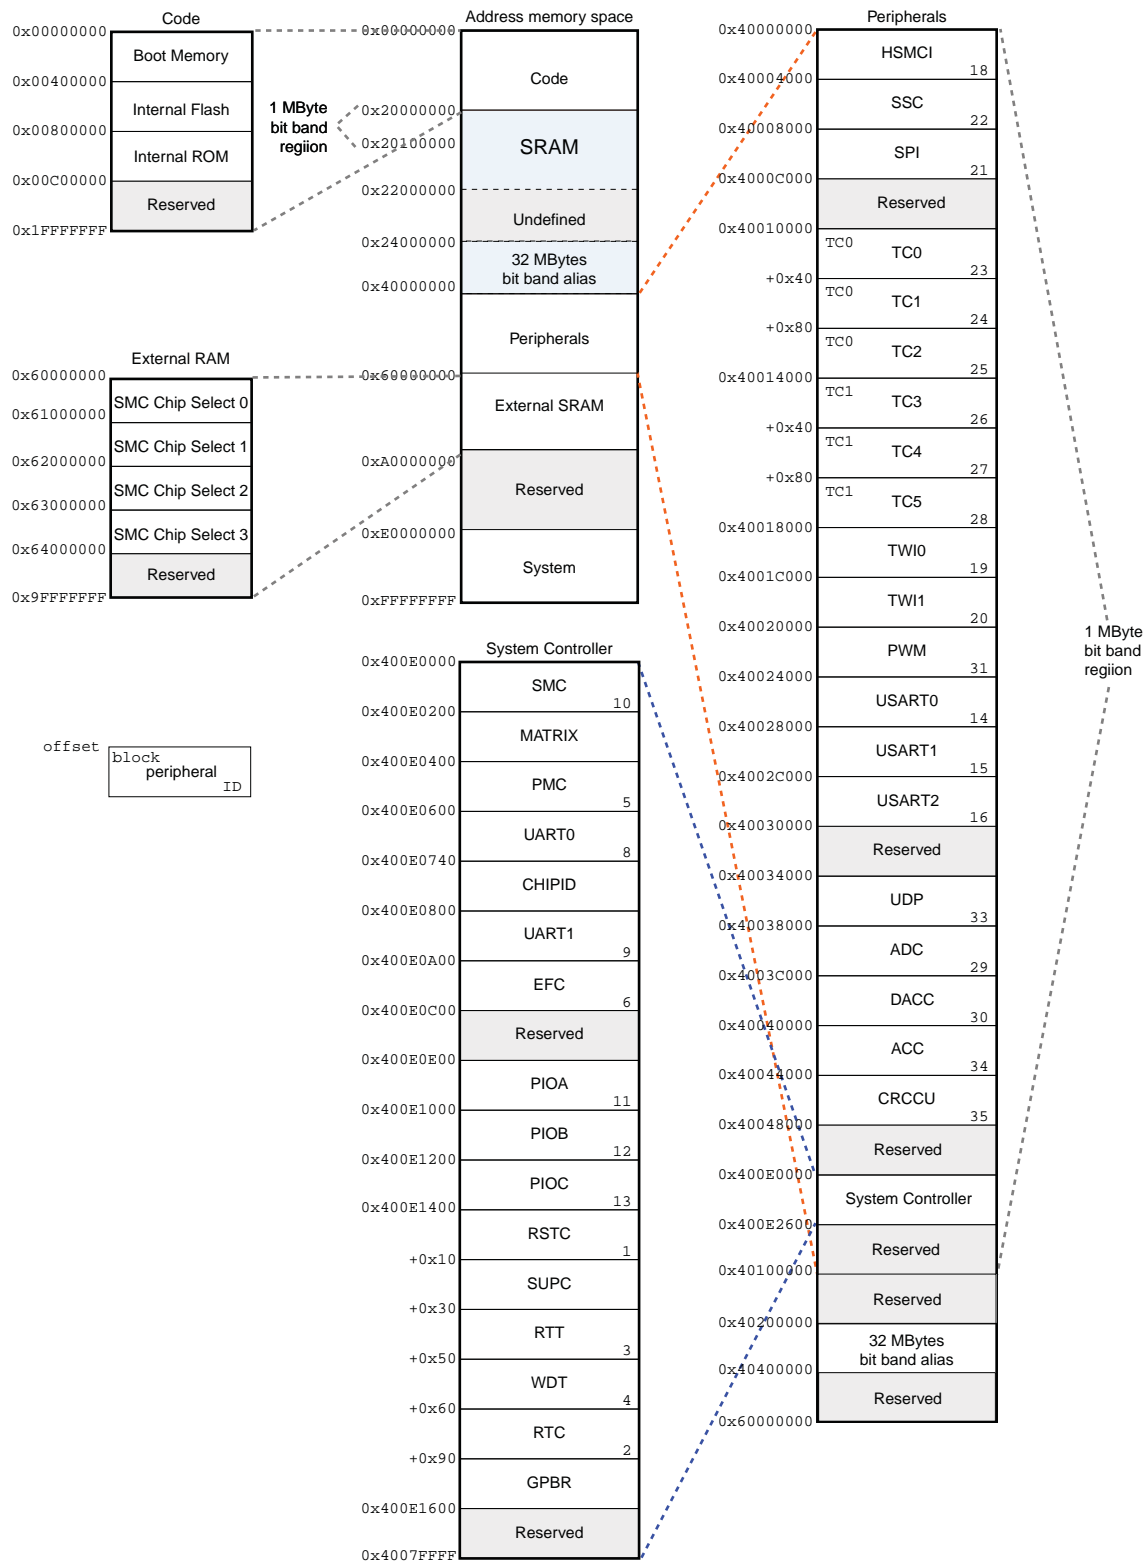 Code
0x00000000
Boot Memory
0x00400000
Internal Flash
0x00800000
Internal ROM
0x00C00000
Reserved
0x1FFFFFFF
1 MByte
bit band
regiion
External RAM
0x60000000
SMC Chip Select 0
0x61000000
SMC Chip Select 1
0x62000000
SMC Chip Select 2
0x63000000
SMC Chip Select 3
0x64000000
Reserved
0x9FFFFFFF
offset
block
peripheral
ID
Address memory space
0x00000000
Code
0x20000000
0x20100000
SRAM
0x22000000
Undefined
0x24000000
32 MBytes
bit band alias
0x40000000
Peripherals
0x60000000
External SRAM
0xA0000000
Reserved
0xE0000000
System
0xFFFFFFFF
System Controller
0x400E0000
SMC
10
0x400E0200
MATRIX
0x400E0400
PMC
5
0x400E0600
UART0
8
0x400E0740
CHIPID
0x400E0800
UART1
9
0x400E0A00
EFC
6
0x400E0C00
Reserved
0x400E0E00
PIOA
11
0x400E1000
PIOB
12
0x400E1200
PIOC
13
0x400E1400
RSTC
1
+0x10
SUPC
+0x30
RTT
3
+0x50
WDT
4
+0x60
RTC
2
+0x90
GPBR
0x400E1600
Reserved
0x4007FFFF
Peripherals
0x40000000
HSMCI
18
0x40004000
SSC
22
0x40008000
SPI
21
0x4000C000
Reserved
0x40010000
TC0
TC0
23
+0x40
TC0
TC1
24
+0x80
TC0
TC2
25
0x40014000
TC1
TC3
26
+0x40
TC1
TC4
27
+0x80
TC1
TC5
28
0x40018000
TWI0
19
0x4001C000
TWI1
20
0x40020000
PWM
31
0x40024000
USART0
14
0x40028000
USART1
15
0x4002C000
USART2
16
0x40030000
Reserved
0x40034000
UDP
33
0x40038000
ADC
29
0x4003C000
DACC
30
0x40040000
ACC
34
0x40044000
CRCCU
35
0x40048000
Reserved
0x400E0000
System Controller
0x400E2600
Reserved
0x40100000
Reserved
0x40200000
32 MBytes
bit band alias
0x40400000
Reserved
0x60000000
1 MByte
bit band
regiion